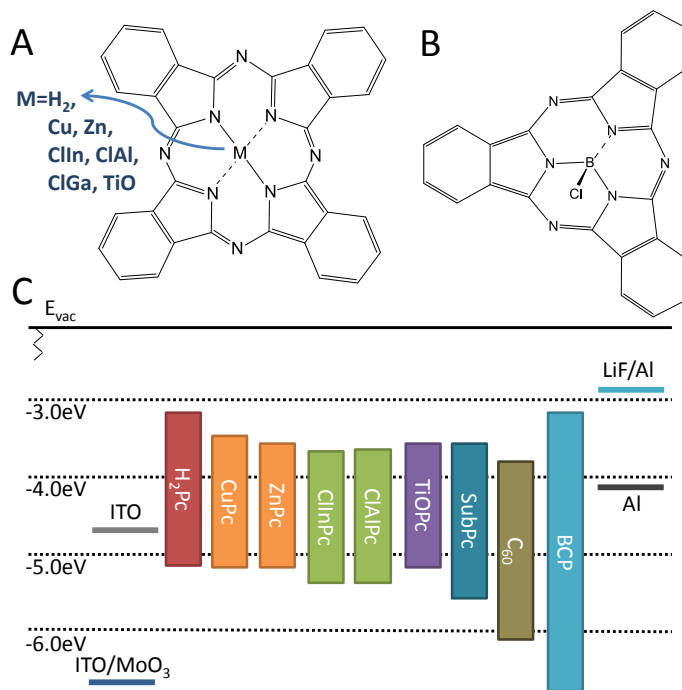 A
M=H₂,
Cu, Zn,
ClIn, ClAl,
ClGa, TiO
N
N
N
N
M
N
N
N
N
B
N
N
N
B
N
Cl
N
N
C
Evac
LiF/Al
-3.0eV
-4.0eV
ITO
Al
-5.0eV
-6.0eV
ITO/MoO₃
H₂Pc
CuPc
ZnPc
ClInPc
ClAlPc
TiOPc
SubPc
C₆₀
BCP